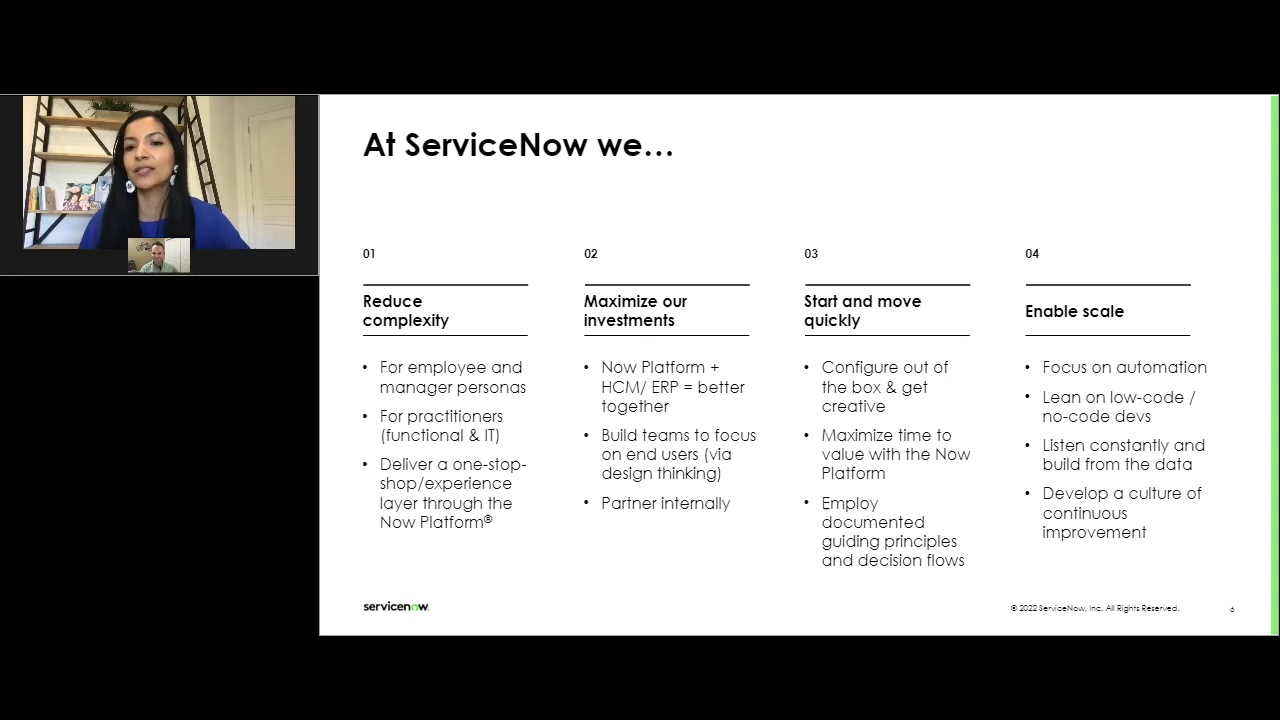 At ServiceNow we…
01
Reduce
complexity
• For employee and
manager personas
• For practitioners
(functional & IT)
• Deliver a one-stop-
shop/experience
layer through the
Now Platform®
02
Maximize our
investments
• Now Platform +
HCM/ ERP = better
together
• Build teams to focus
on end users (via
design thinking)
• Partner internally
03
Start and move
quickly
• Configure out of
the box & get
creative
• Maximize time to
value with the Now
Platform
• Employ
documented
guiding principles
and decision flows
04
Enable scale
• Focus on automation
• Lean on low-code /
no-code devs
• Listen constantly and
build from the data
• Develop a culture of
continuous
improvement
servicenow.
© 2022 ServiceNow, Inc. All Rights Reserved.
6